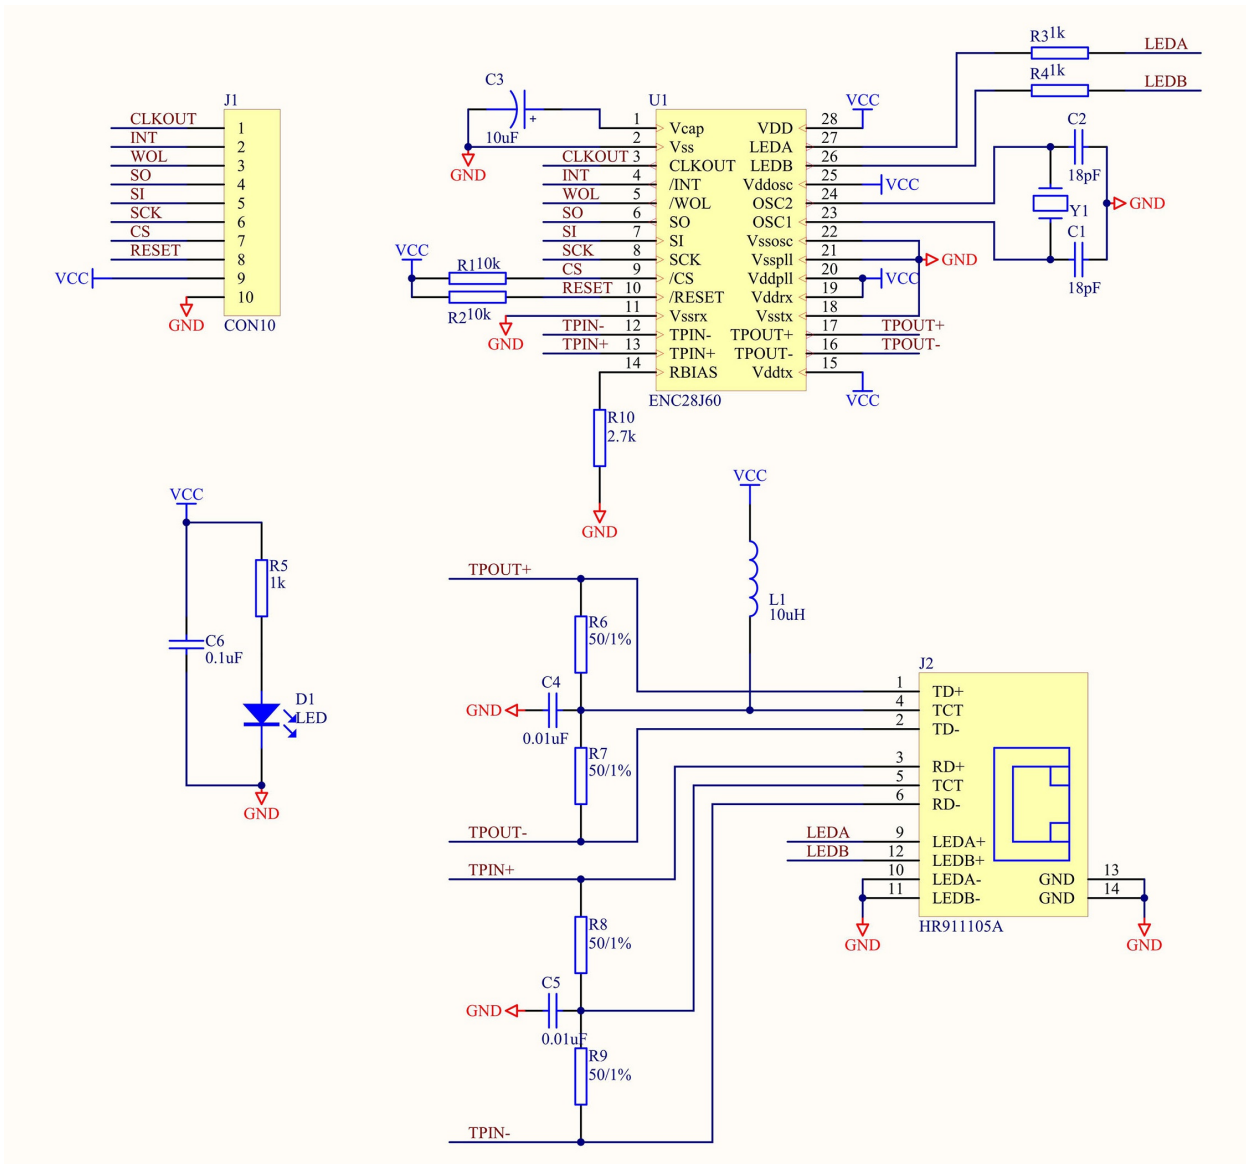 J1
CLKOUT 1
INT 2
WOL 3
SO 4
SI 5
SCK 6
CS 7
RESET 8
VCC 9
10
GND
CON10
C3
+
10uF
GND
U1
1 Vcap
2 Vss
CLKOUT 3 CLKOUT
INT 4 /INT
WOL 5 /WOL
SO 6 SO
SI 7 SI
SCK 8 SCK
CS 9 /CS
RESET 10 /RESET
11 Vssrx
TPIN- 12 TPIN-
TPIN+ 13 TPIN+
14 RBIAS
VCC
R1 10k
R2 10k
GND
VDD 28 VCC
LEDA 27
LEDB 26
Vddosc 25 VCC
OSC2 24
OSC1 23
Vssosc 22
Vsspll 21 GND
Vddpll 20 VCC
Vddrx 19
Vsstx 18
TPOUT+ 17 TPOUT+
TPOUT- 16 TPOUT-
Vddtx 15
VCC
ENC28J60
R3 1k LEDA
R4 1k LEDB
C2
18pF
Y1
GND
C1
18pF
R10
2.7k
GND
VCC
R5
1k
C6
0.1uF
D1
LED
GND
VCC
L1
10uH
TPOUT+
R6
50/1%
C4
GND
0.01uF
R7
50/1%
TPOUT-
TPIN+
R8
50/1%
C5
GND
0.01uF
R9
50/1%
TPIN-
J2
1 TD+
4 TCT
2 TD-
3 RD+
5 TCT
6 RD-
LEDA 9 LEDA+
LEDB 12 LEDB+
10 LEDA- GND 13
11 LEDB- GND 14
GND
GND
HR911105A